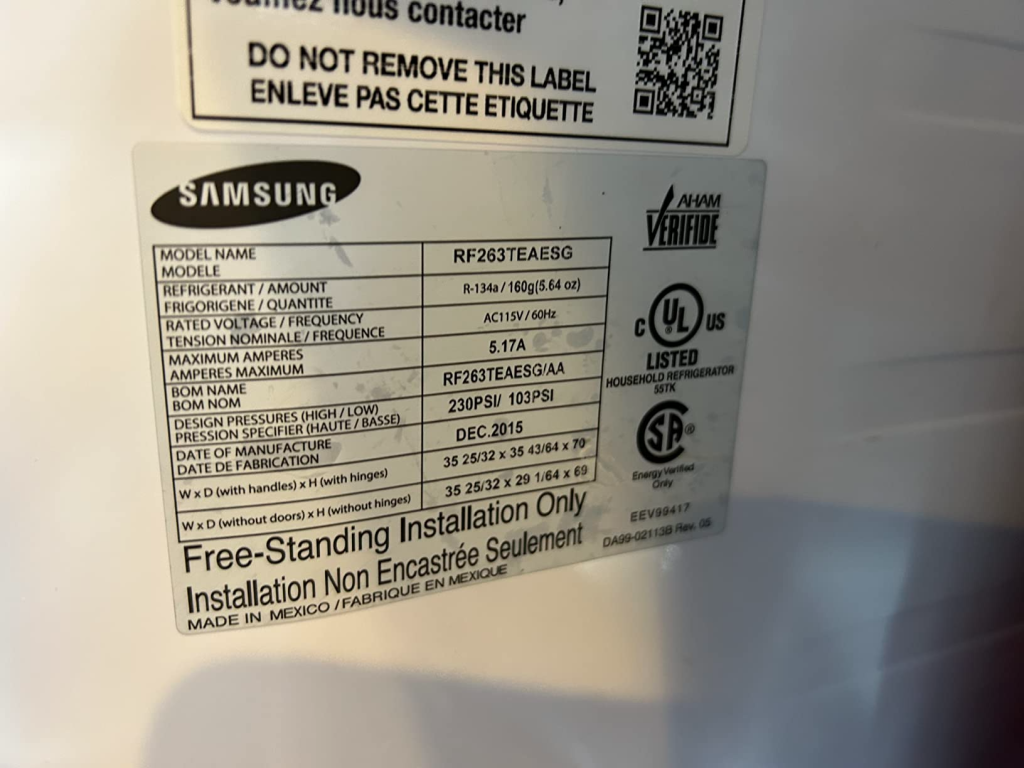 nous contacter
DO NOT REMOVE THIS LABEL
ENLEVE PAS CETTE ETIQUETTE
SAMSUNG
AHAM
VERIFIDE
MODEL NAME
MODELE
RF263TEAESG
REFRIGERANT / AMOUNT
FRIGORIGENE / QUANTITE
R-134a / 160g(5.64 oz)
RATED VOLTAGE / FREQUENCY
TENSION NOMINALE / FREQUENCE
AC115V / 60Hz
MAXIMUM AMPERES
AMPERES MAXIMUM
5.17A
BOM NAME
BOM NOM
RF263TEAESG/AA
DESIGN PRESSURES (HIGH / LOW)
PRESSION SPECIFIER (HAUTE / BASSE)
230PSI/ 103PSI
DATE OF MANUFACTURE
DATE DE FABRICATION
DEC.2015
W x D (with handles) x H (with hinges)
35 25/32 x 35 43/64 x 70
W x D (without doors) x H (without hinges)
35 25/32 x 29 1/64 x 69
C UL US
®
LISTED
HOUSEHOLD REFRIGERATOR
55TK
SA®
Energy Verified
Only
Free-Standing Installation Only
Installation Non Encastrée Seulement
MADE IN MEXICO / FABRIQUE EN MEXIQUE
EEV99417
DA99-02113B Rev. 05